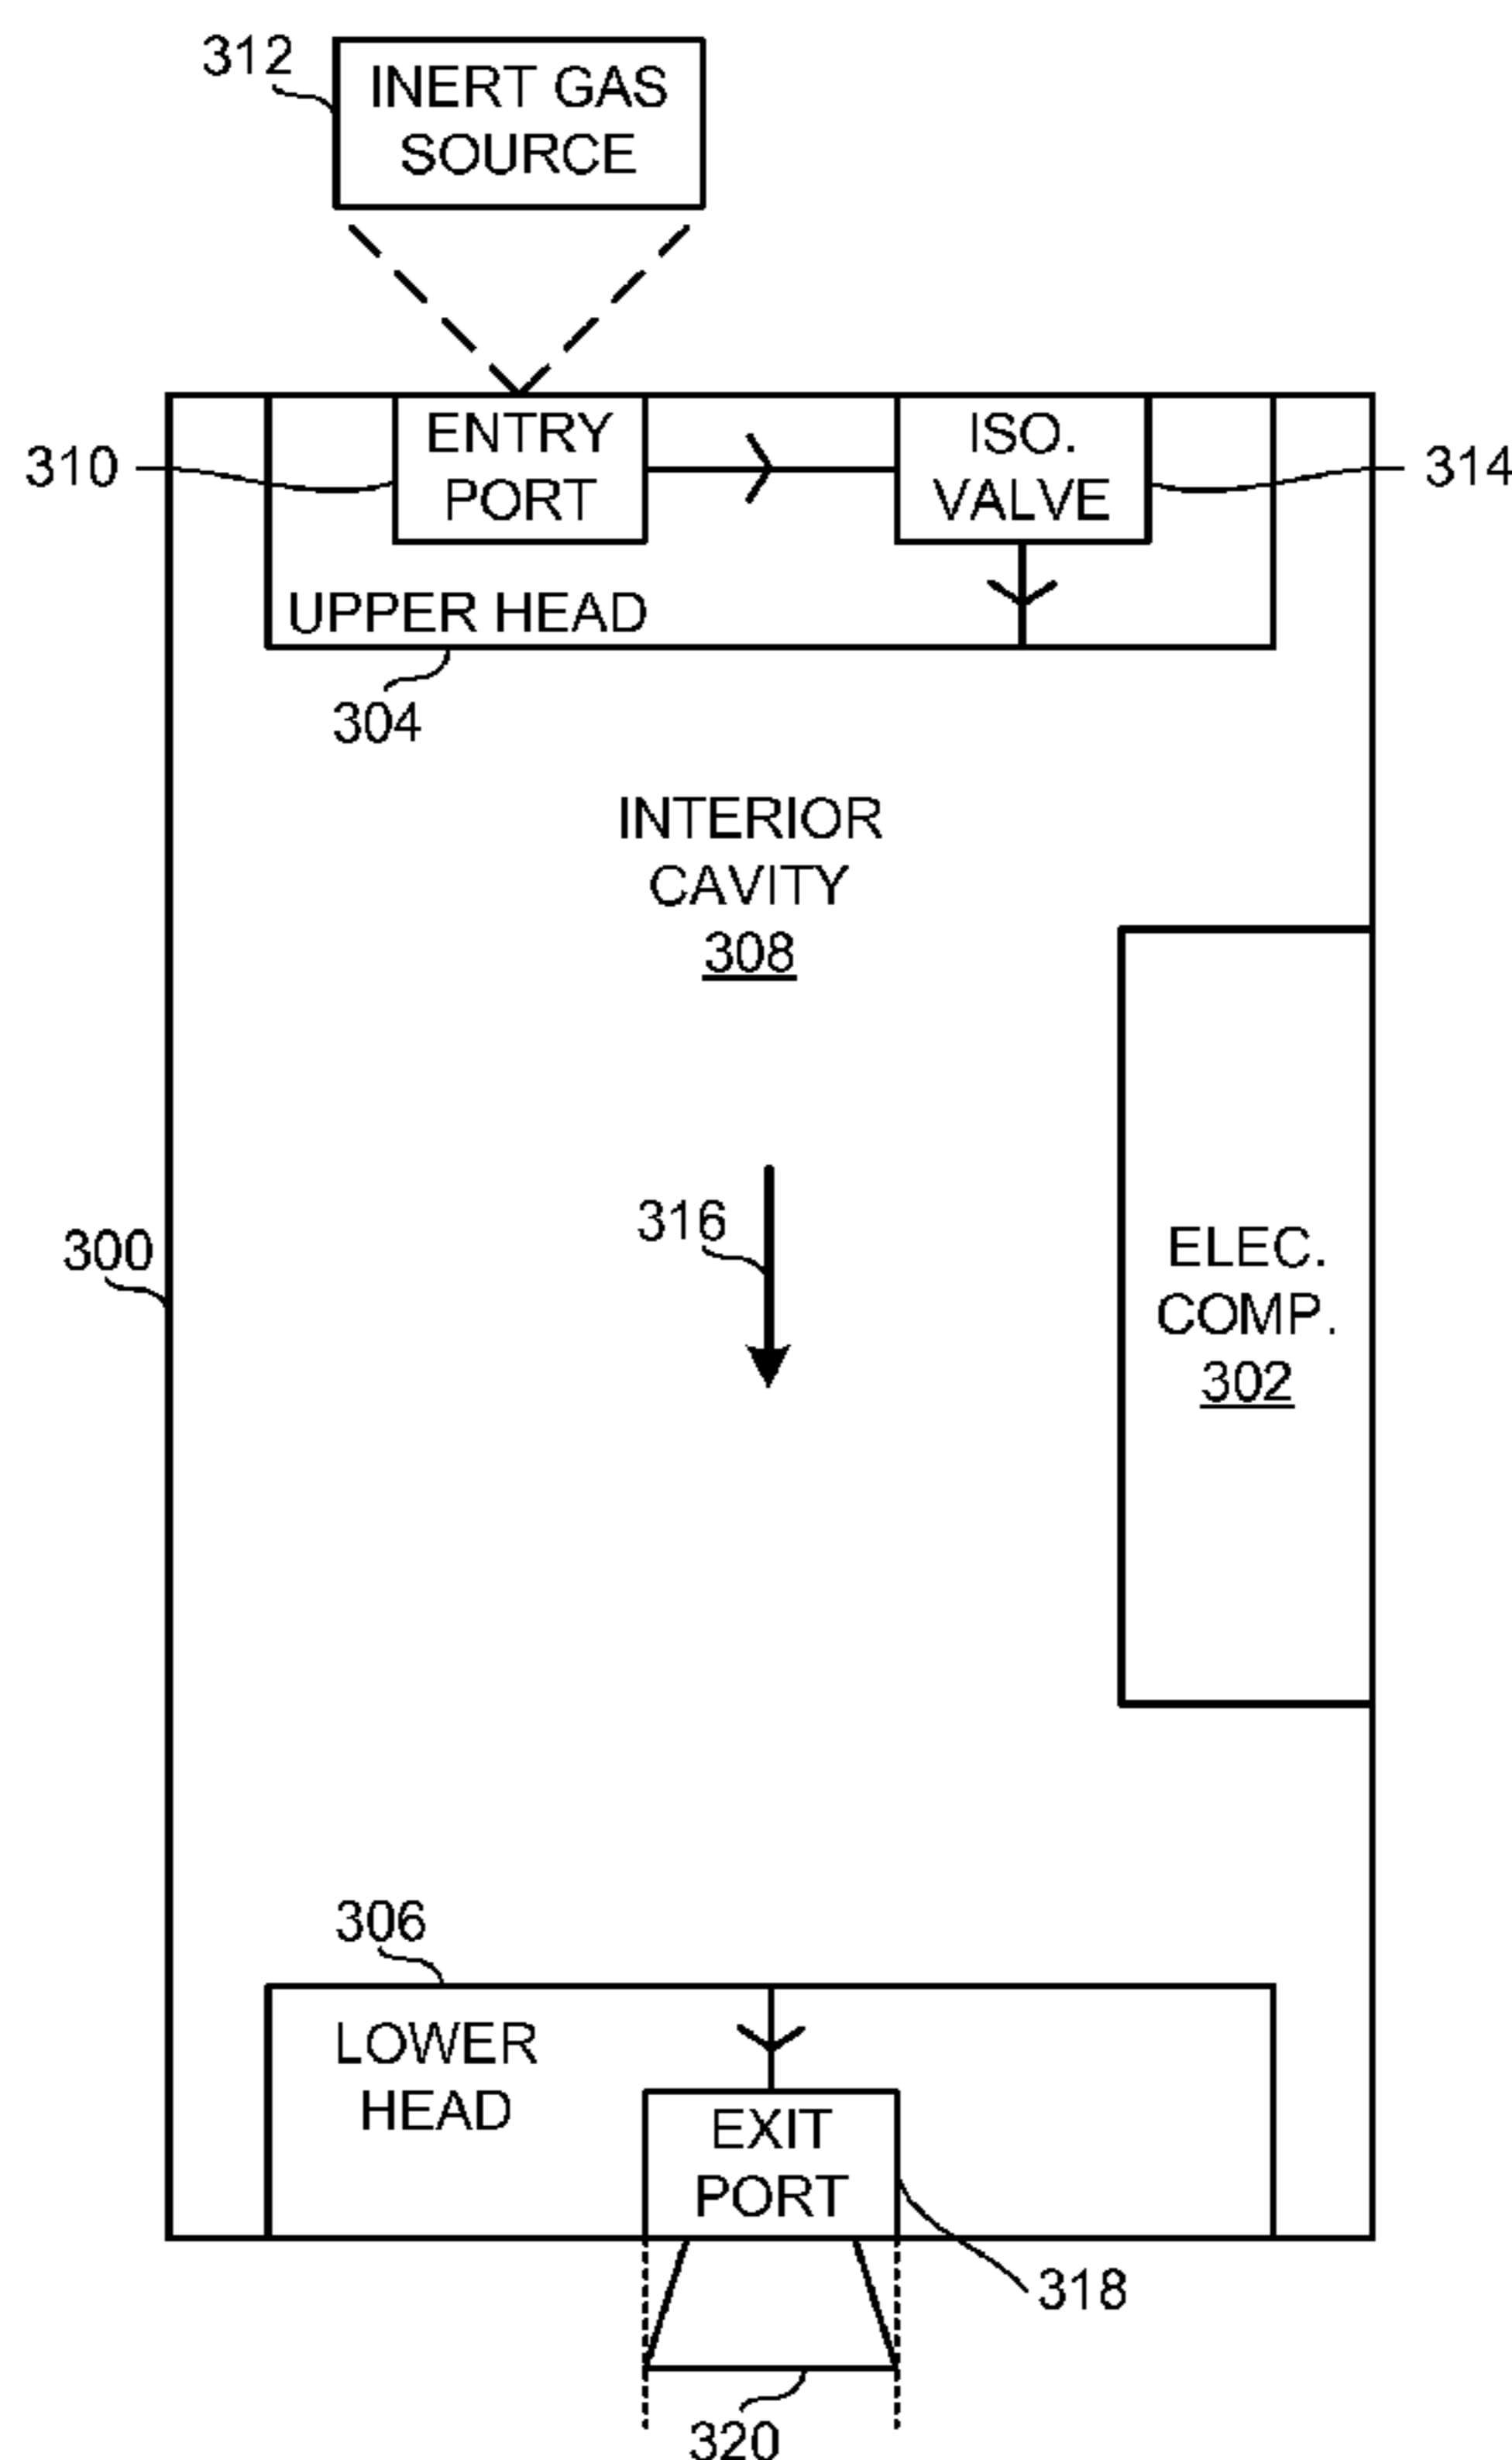 312
INERT GAS
SOURCE
310
ENTRY
PORT
ISO.
VALVE
314
UPPER HEAD
304
INTERIOR
CAVITY
308
316
300
ELEC.
COMP.
302
306
LOWER
HEAD
EXIT
PORT
318
320